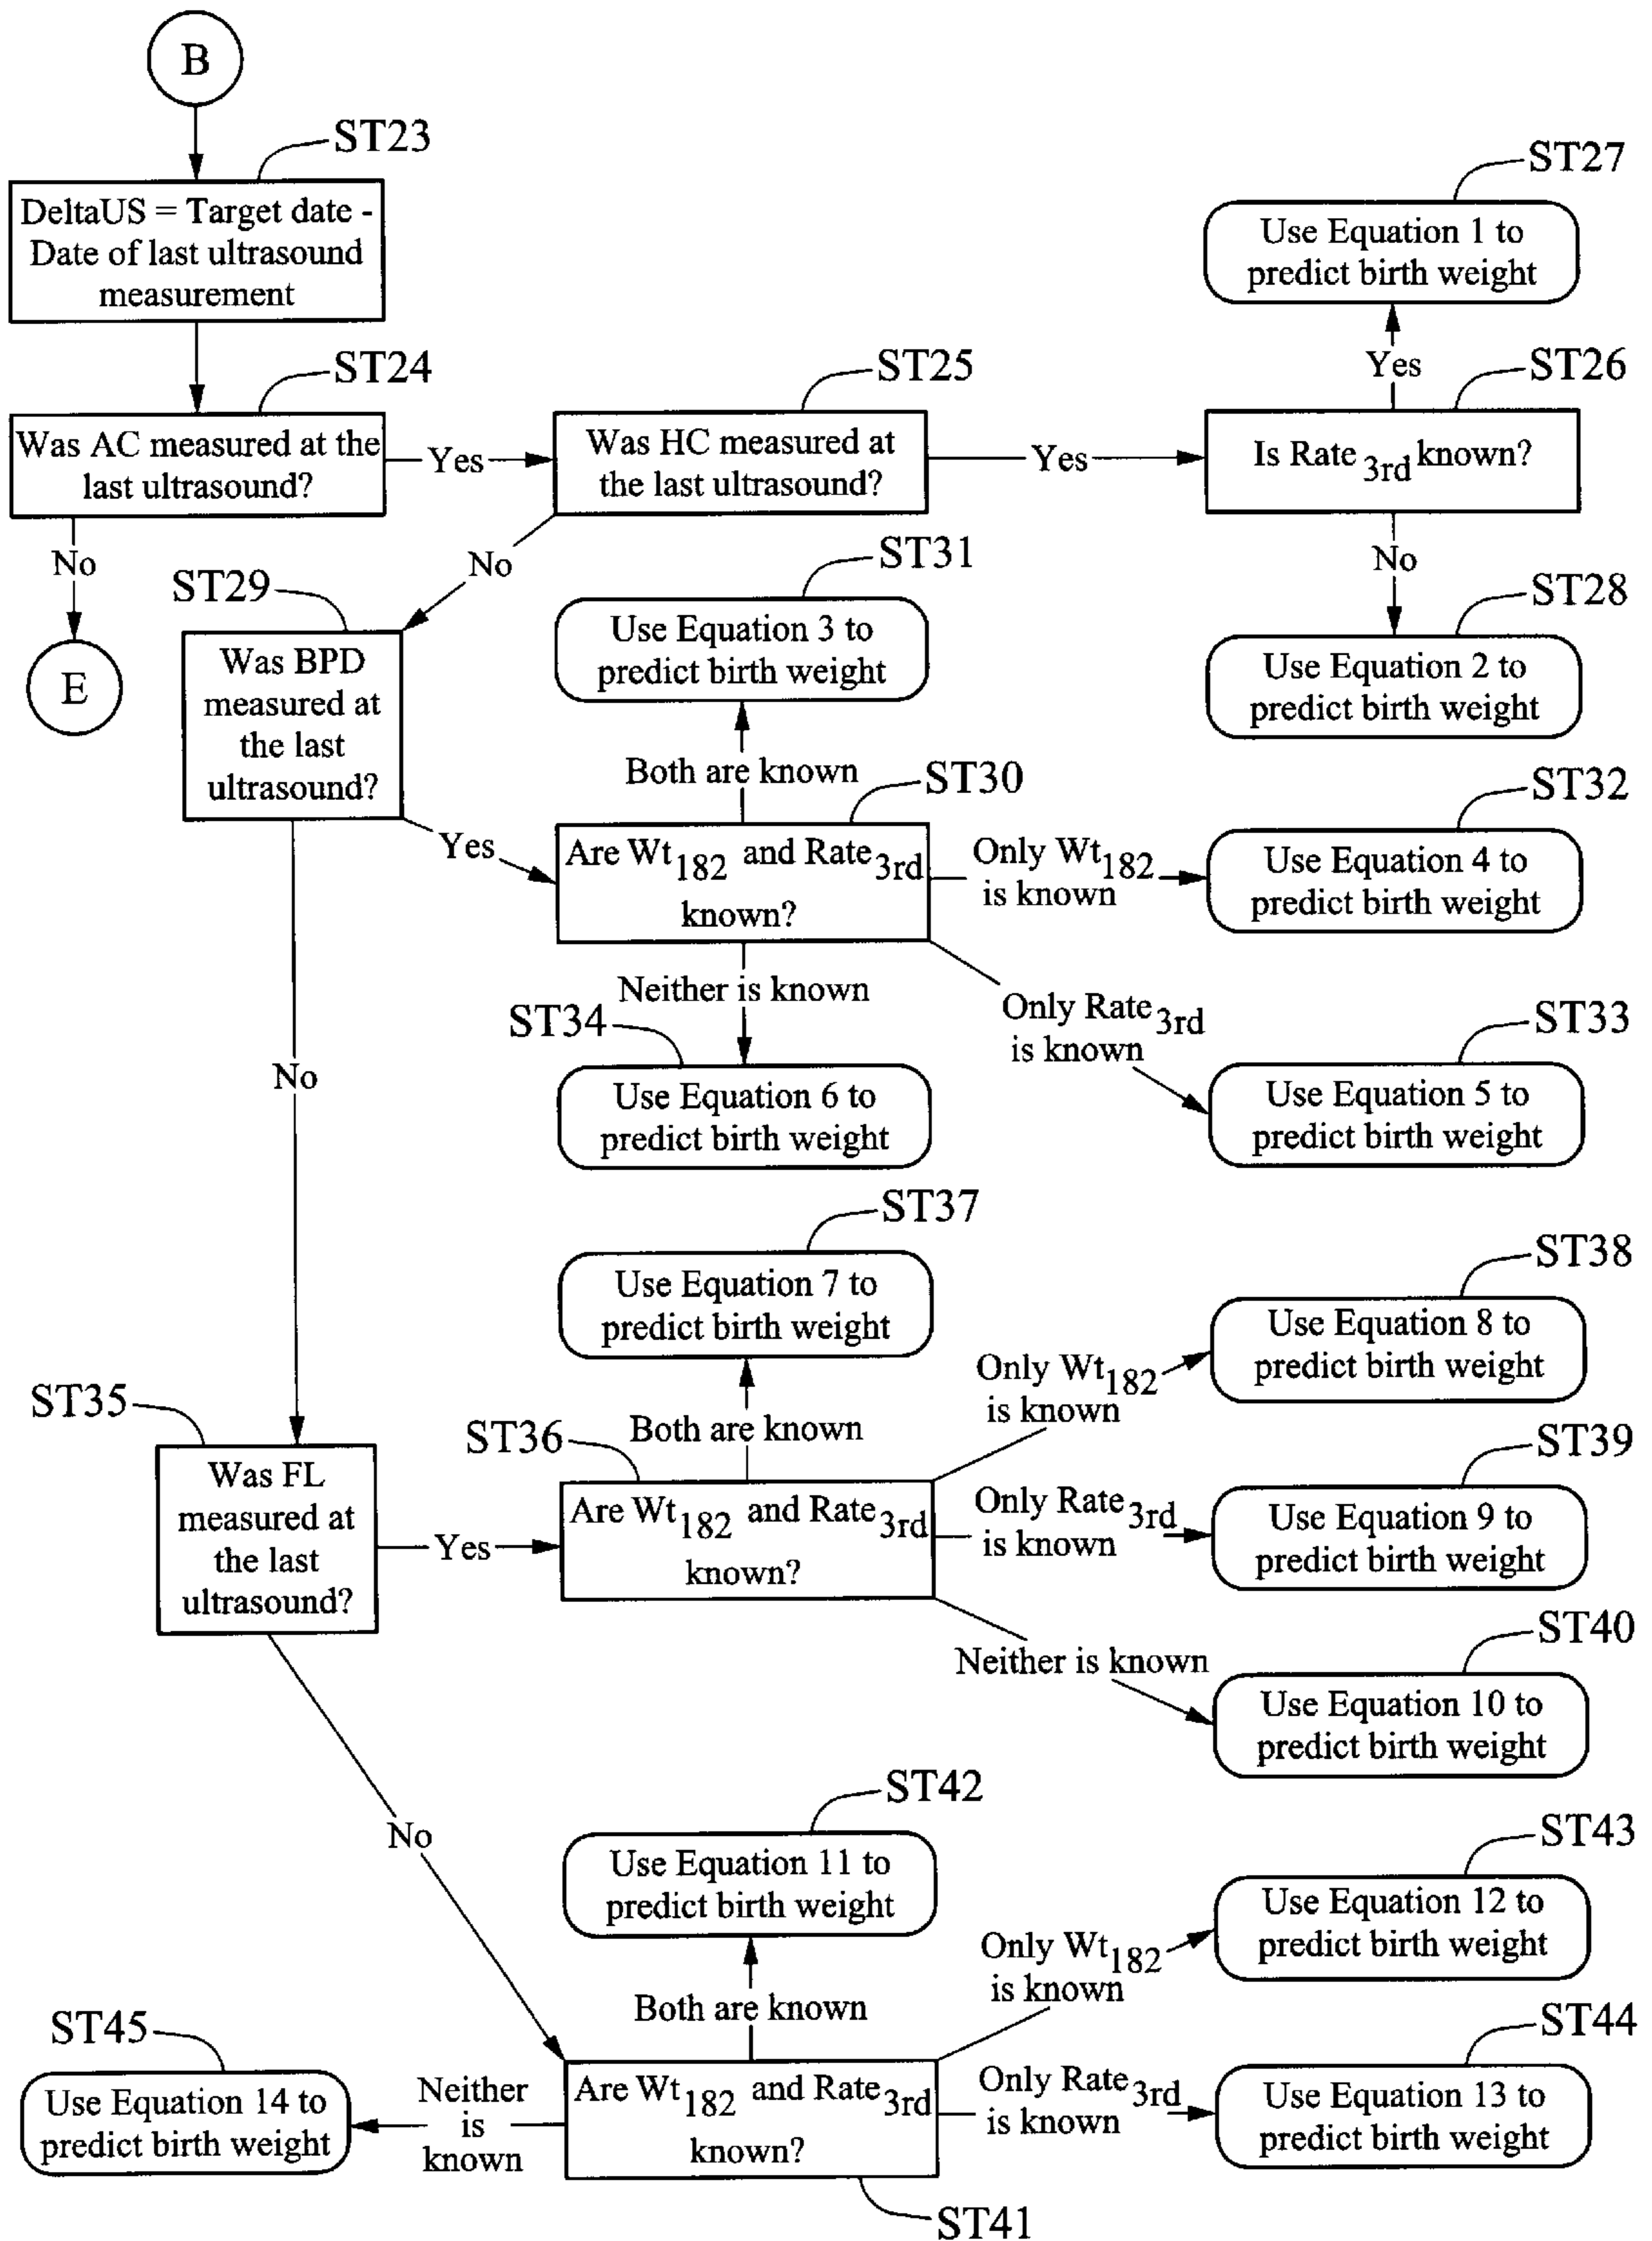 B
ST23
DeltaUS = Target date -
Date of last ultrasound
measurement
ST24
Was AC measured at the
last ultrasound?
Yes
No
E
ST25
Was HC measured at
the last ultrasound?
Yes
No
ST26
Is Rate 3rd known?
Yes
ST27
Use Equation 1 to
predict birth weight
No
ST28
Use Equation 2 to
predict birth weight
ST29
Was BPD
measured at
the last
ultrasound?
Yes
No
ST30
Are Wt182 and Rate3rd
known?
Both are known
ST31
Use Equation 3 to
predict birth weight
Only Wt182
is known
ST32
Use Equation 4 to
predict birth weight
Only Rate 3rd
is known
ST33
Use Equation 5 to
predict birth weight
Neither is known
ST34
Use Equation 6 to
predict birth weight
ST35
Was FL
measured at
the last
ultrasound?
Yes
No
ST36
Are Wt182 and Rate3rd
known?
Both are known
ST37
Use Equation 7 to
predict birth weight
Only Wt182
is known
ST38
Use Equation 8 to
predict birth weight
Only Rate 3rd
is known
ST39
Use Equation 9 to
predict birth weight
Neither is known
ST40
Use Equation 10 to
predict birth weight
ST41
Are Wt182 and Rate3rd
known?
Both are known
ST42
Use Equation 11 to
predict birth weight
Only Wt182
is known
ST43
Use Equation 12 to
predict birth weight
Only Rate 3rd
is known
ST44
Use Equation 13 to
predict birth weight
Neither
is
known
ST45
Use Equation 14 to
predict birth weight